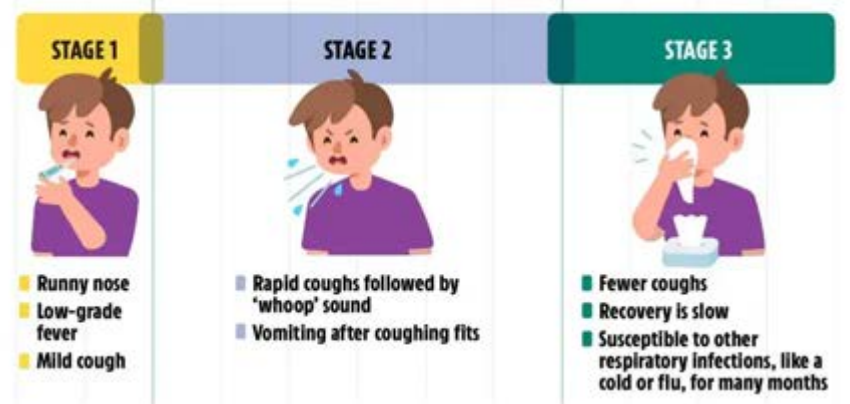 STAGE 1
STAGE 2
STAGE 3
Runny nose
Low-grade
fever
Mild cough
Rapid coughs followed by
‘whoop’ sound
Vomiting after coughing fits
Fewer coughs
Recovery is slow
Susceptible to other
respiratory infections, like a
cold or flu, for many months